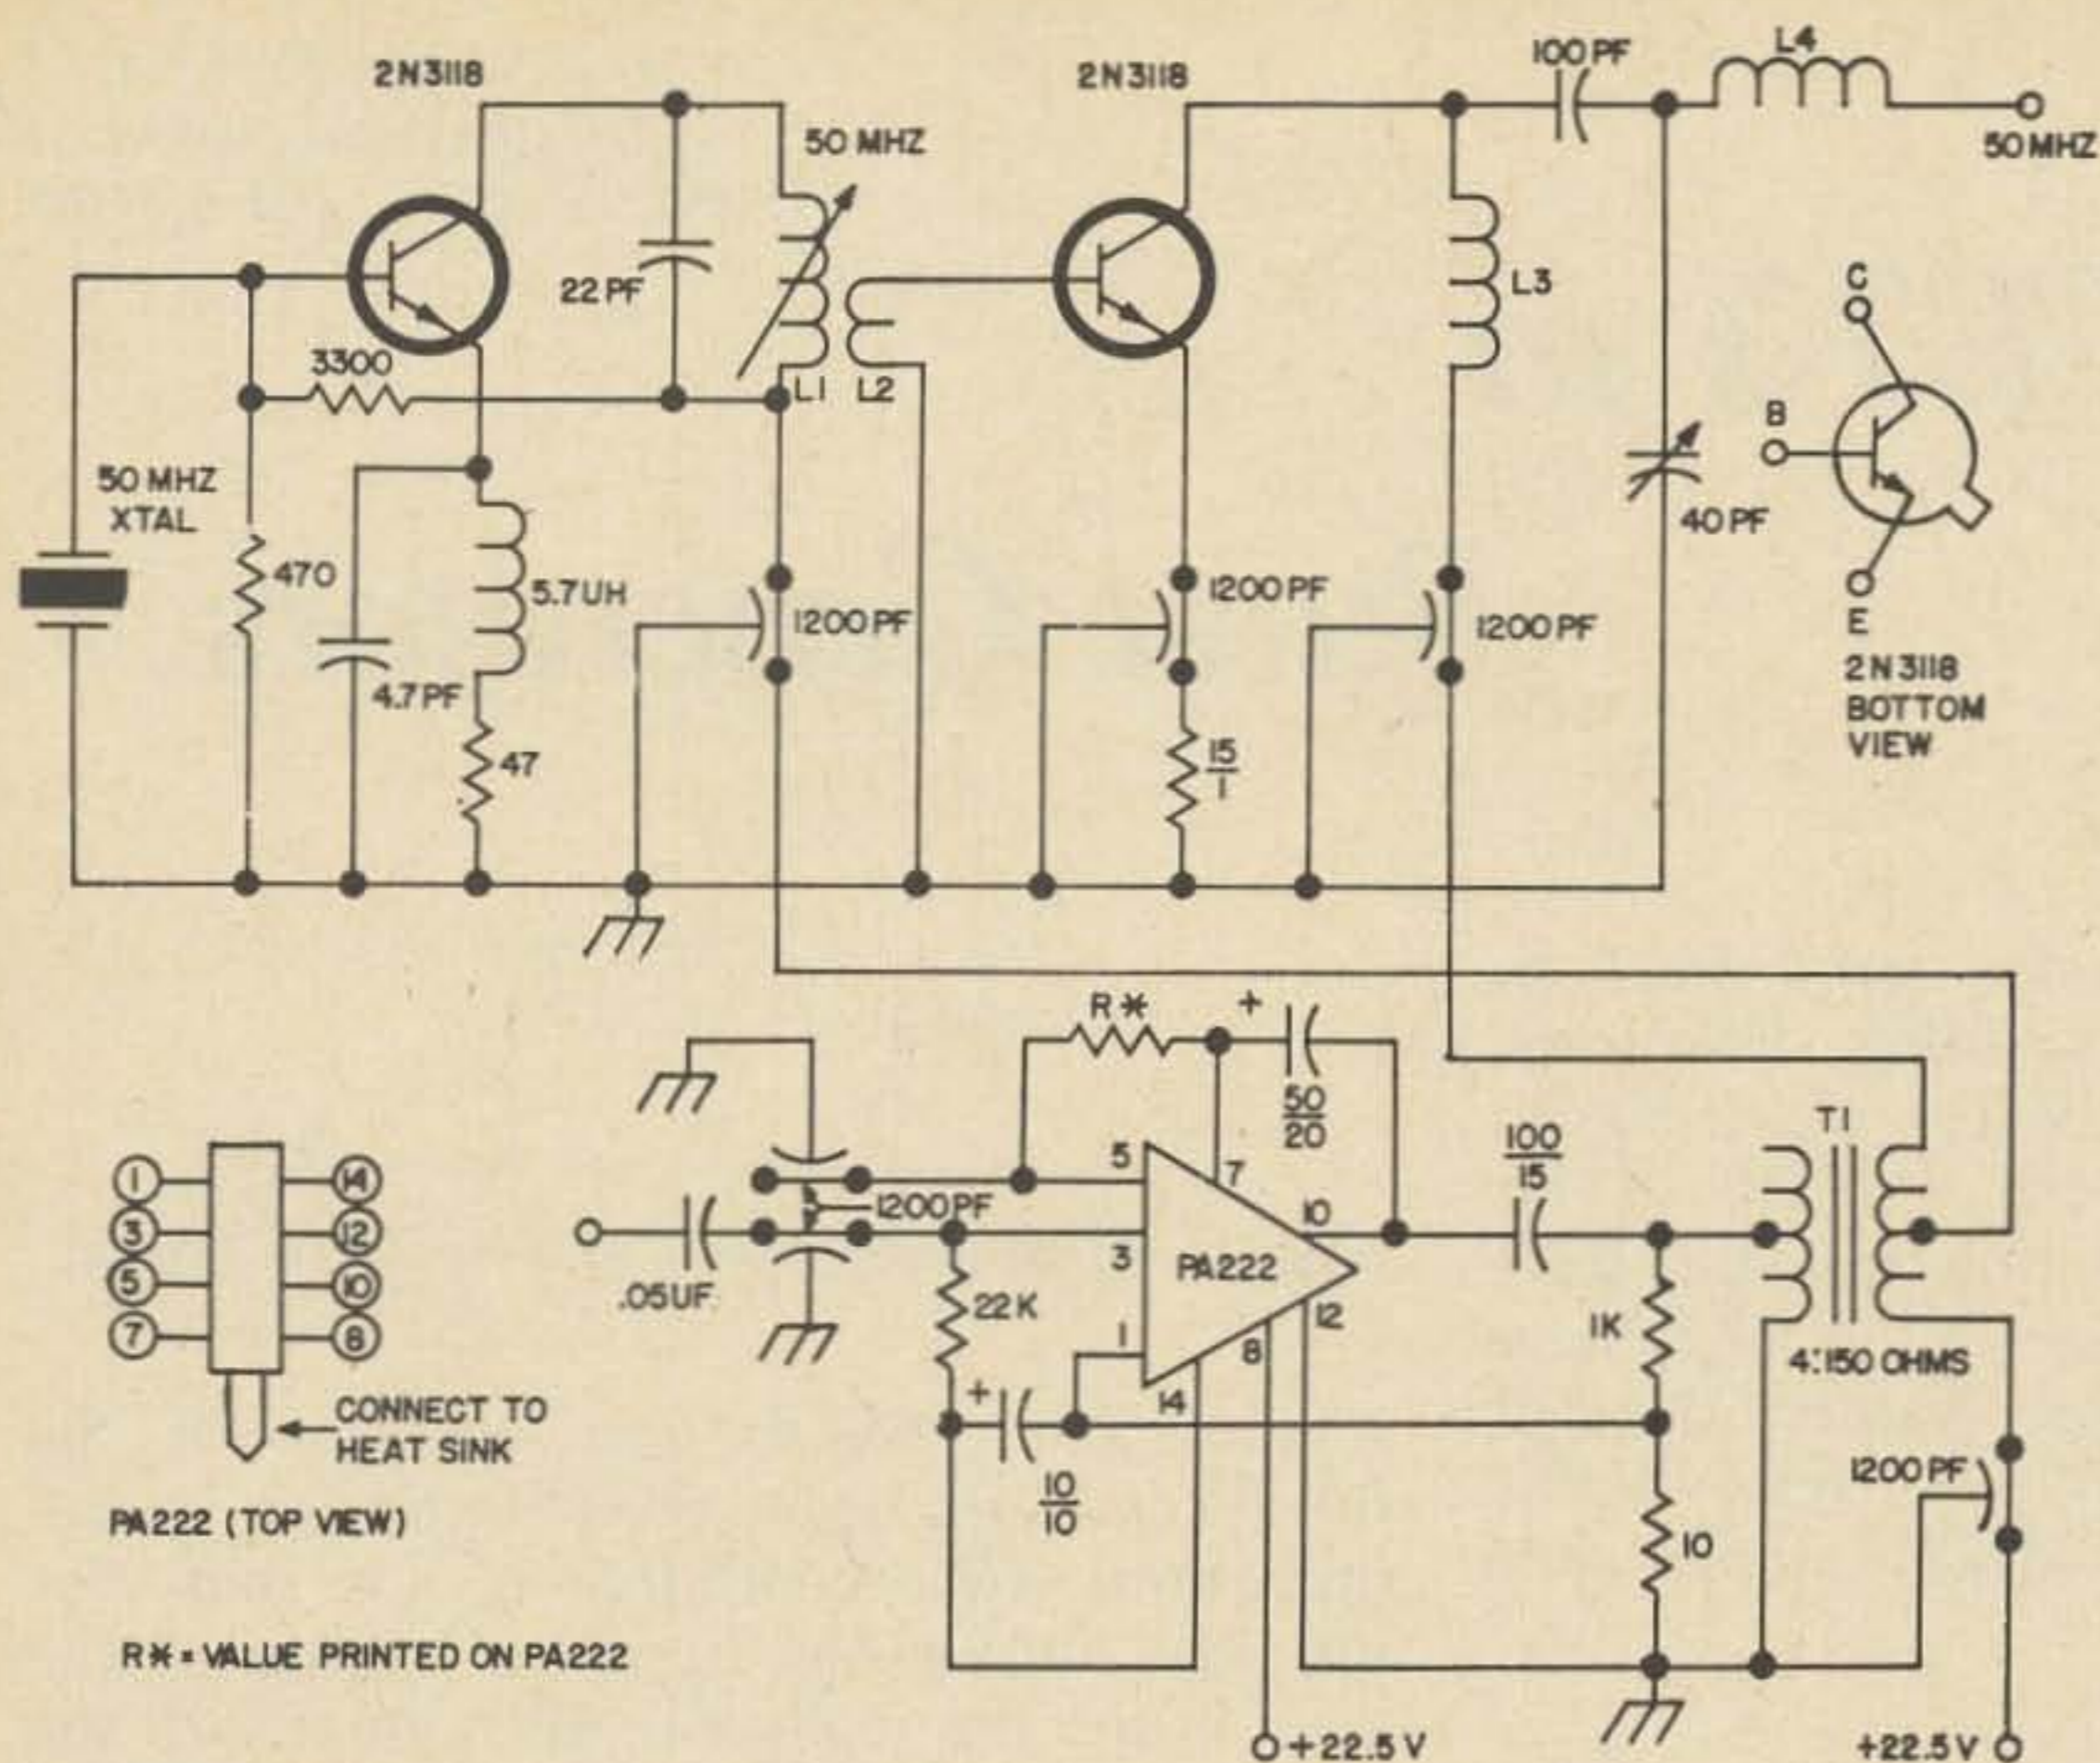 2N3118
2N3118
100 PF
L4
50 MHZ
50 MHZ
22 PF
3300
L1
L2
L3
C
B
E
50 MHZ
XTAL
470
5.7UH
4.7PF
47
1200 PF
1200 PF
1200 PF
15
1
40 PF
2N3118
BOTTOM
VIEW
R*
+
50
20
100
15
T1
5
7
10
1200 PF
3
PA222
.05UF
22K
1
8
12
14
1K
4:150 OHMS
+
10
10
1200 PF
10
1
14
3
12
5
10
7
8
CONNECT TO
HEAT SINK
PA222 (TOP VIEW)
R* = VALUE PRINTED ON PA222
+22.5 V
+22.5 V